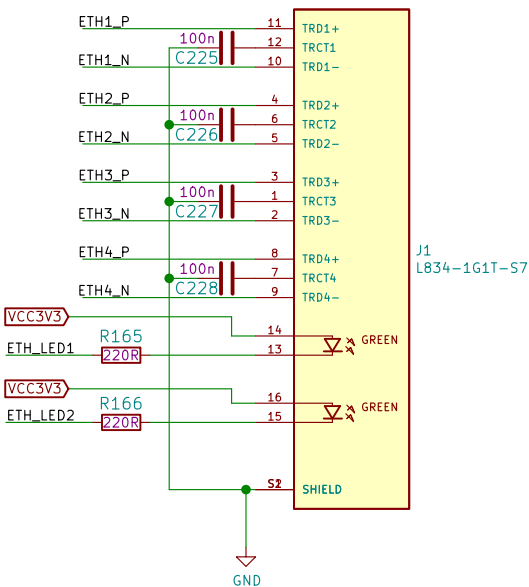 ETH1_P 11 TRD1+
100n 12 TRCT1
C225
ETH1_N 10 TRD1-
ETH2_P 4 TRD2+
100n 6 TRCT2
C226
ETH2_N 5 TRD2-
ETH3_P 3 TRD3+
100n 1 TRCT3
C227
ETH3_N 2 TRD3-
ETH4_P 8 TRD4+
100n 7 TRCT4
C228
ETH4_N 9 TRD4-
J1
L834-1G1T-S7
VCC3V3
14 GREEN
R165
ETH_LED1 220R 13
VCC3V3
16 GREEN
R166
ETH_LED2 220R 15
SHIELD
GND